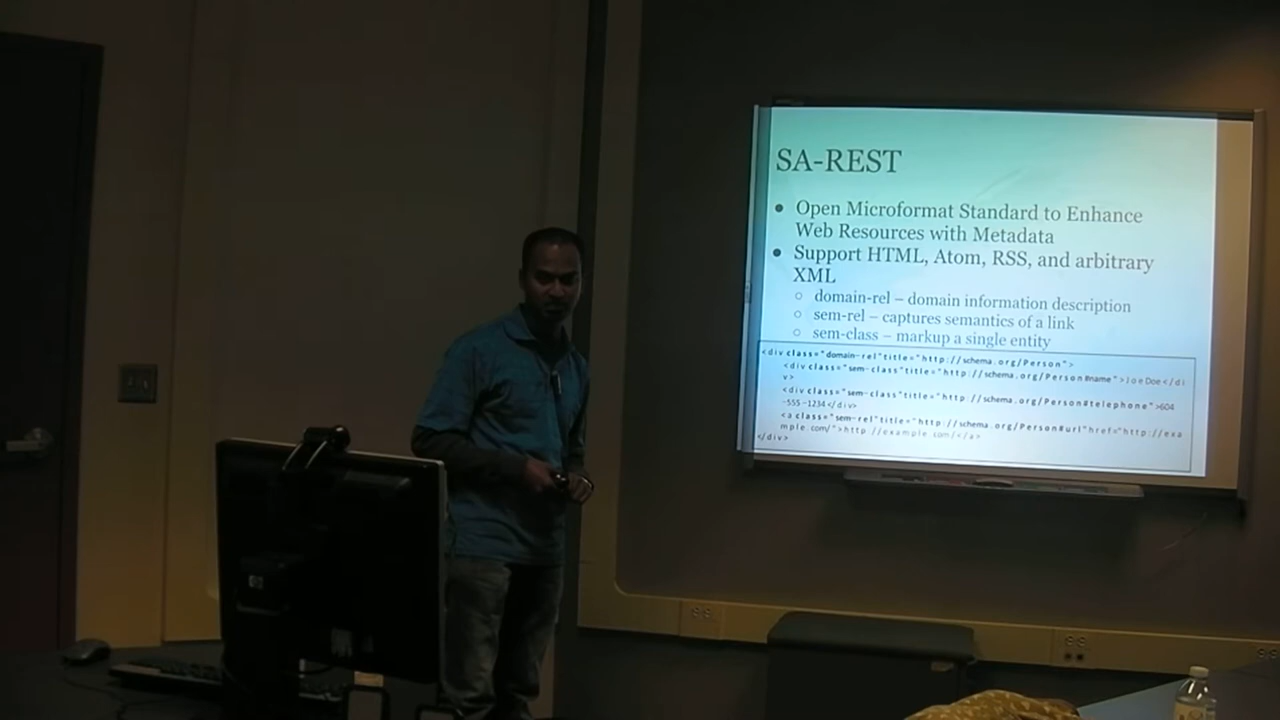 SA-REST
● Open Microformat Standard to Enhance
Web Resources with Metadata
● Support HTML, Atom, RSS, and arbitrary
XML
○ domain-rel – domain information description
○ sem-rel – captures semantics of a link
○ sem-class – markup a single entity
<div class="domain-rel"title="http://schema.org/Person">
<div class="sem-class"title="http://schema.org/Person#name">Joe Doe</di
v>
<div class="sem-class"title="http://schema.org/Person#telephone">604
-555-1234</div>
<a class="sem-rel"title="http://schema.org/Person#url"href="http://exa
mple.com/">http://example.com/</a>
</div>
hp